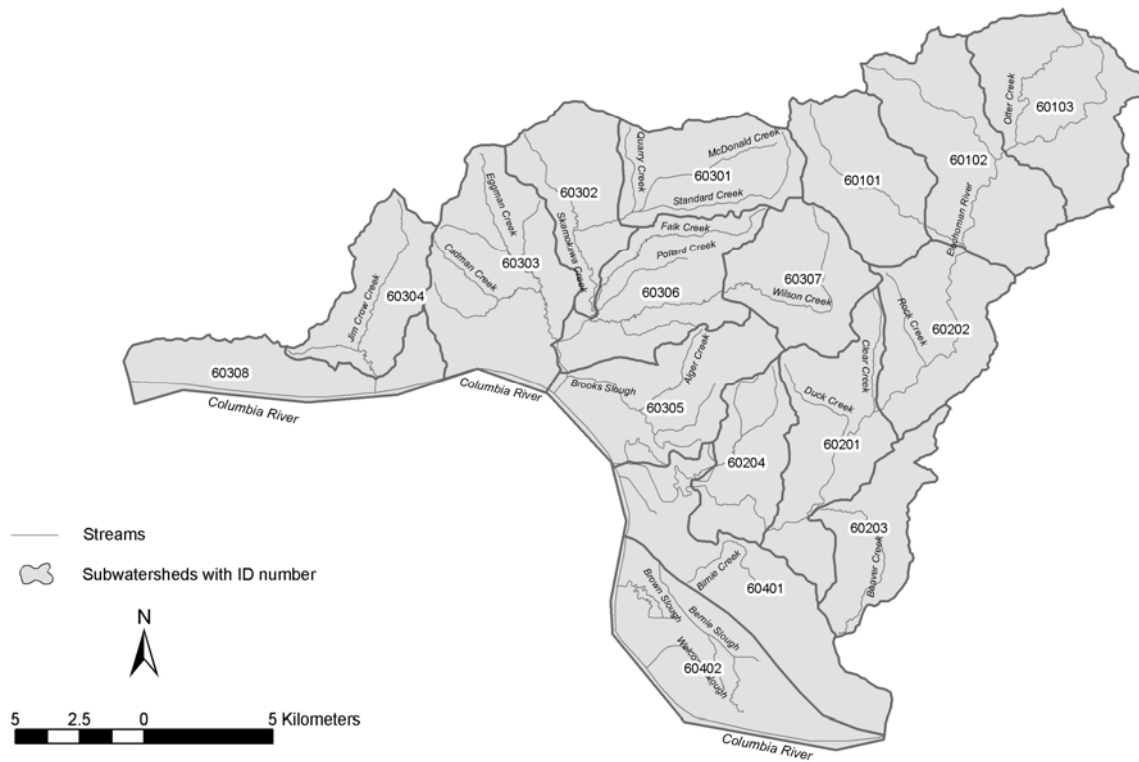 Otter Creek
60103
60102
Quarry Creek
McDonald Creek
60301
60101
Eggman Creek
60302
Standard Creek
Elochoman River
Skamokawa Creek
Falk Creek
Pollard Creek
Cadman Creek
60303
60307
60306
Wilson Creek
Jim Crow Creek
60304
Rock Creek
60202
Clear Creek
Alger Creek
60308
Brooks Slough
Duck Creek
Columbia River
Columbia River
60305
60201
60204
60203
Streams
Subwatersheds with ID number
Beaver Creek
Birnie Creek
60401
Brown Slough
Bernie Slough
N
Welcome Slough
60402
5 2.5 0 5 Kilometers
Columbia River